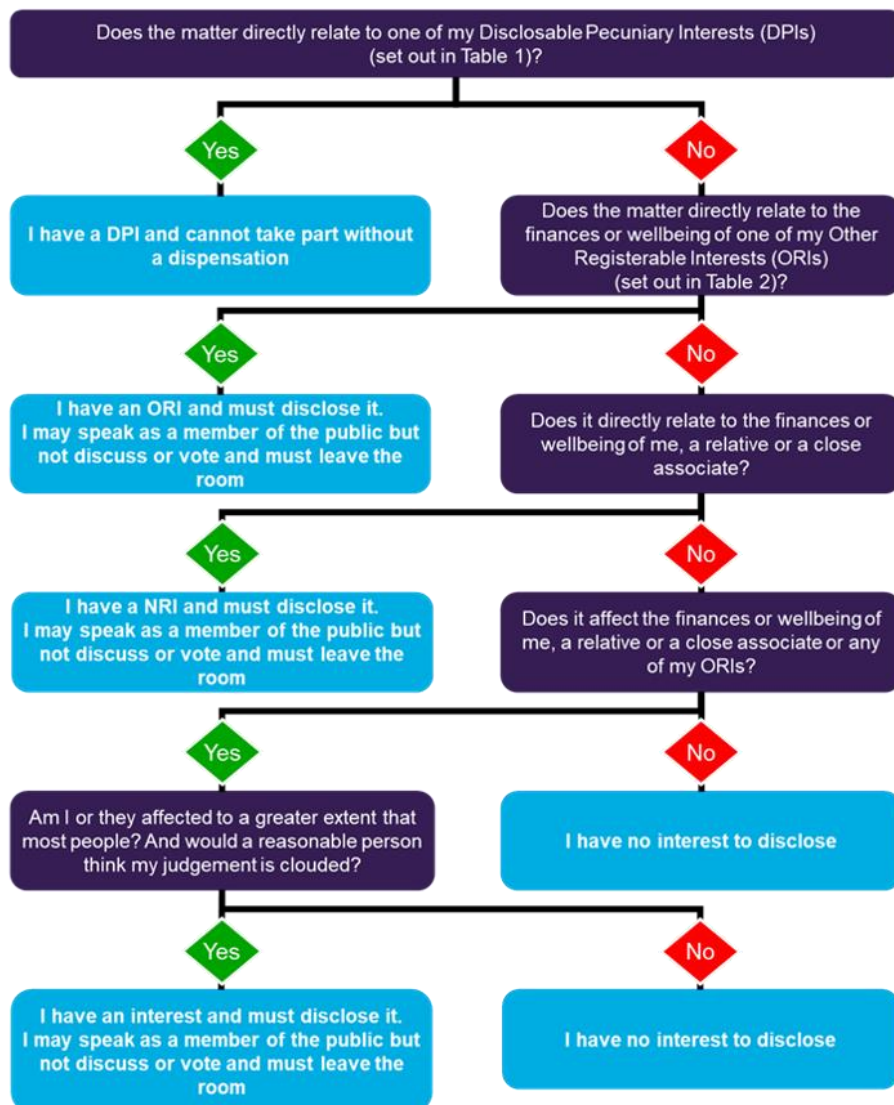 Does the matter directly relate to one of my Disclosable Pecuniary Interests (DPIs)
(set out in Table 1)?
Yes
No
I have a DPI and cannot take part without
a dispensation
Does the matter directly relate to the
finances or wellbeing of one of my Other
Registerable Interests (ORIs)
(set out in Table 2)?
Yes
No
I have an ORI and must disclose it.
I may speak as a member of the public but
not discuss or vote and must leave the
room
Does it directly relate to the finances or
wellbeing of me, a relative or a close
associate?
Yes
No
I have a NRI and must disclose it.
I may speak as a member of the public but
not discuss or vote and must leave the
room
Does it affect the finances or wellbeing of
me, a relative or a close associate or any
of my ORIs?
Yes
No
Am I or they affected to a greater extent that
most people? And would a reasonable person
think my judgement is clouded?
I have no interest to disclose
Yes
No
I have an interest and must disclose it.
I may speak as a member of the public but
not discuss or vote and must leave the
room
I have no interest to disclose